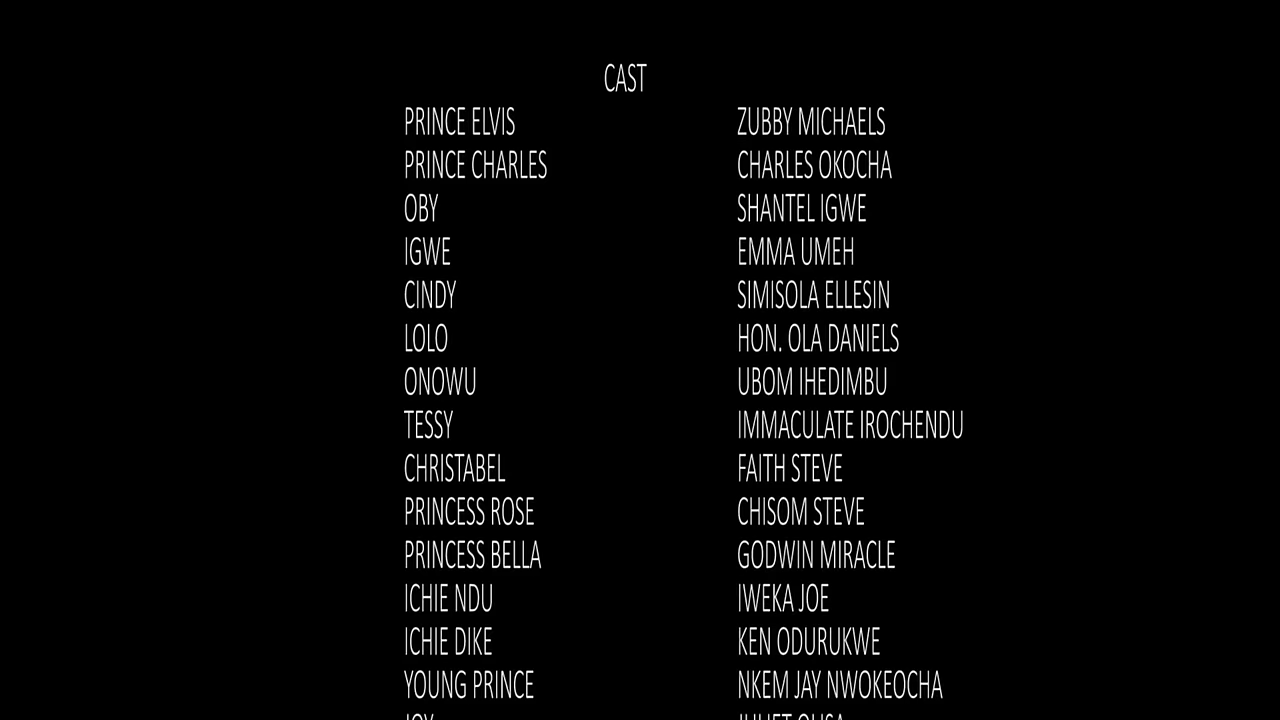 CAST
PRINCE ELVIS ZUBBY MICHAELS
PRINCE CHARLES CHARLES OKOCHA
OBY SHANTEL IGWE
IGWE EMMA UMEH
CINDY SIMISOLA ELLESIN
LOLO HON. OLA DANIELS
ONOWU UBOM IHEDIMBU
TESSY IMMACULATE IROCHENDU
CHRISTABEL FAITH STEVE
PRINCESS ROSE CHISOM STEVE
PRINCESS BELLA GODWIN MIRACLE
ICHIE NDU IWEKA JOE
ICHIE DIKE KEN ODURUKWE
YOUNG PRINCE NKEM JAY NWOKEOCHA